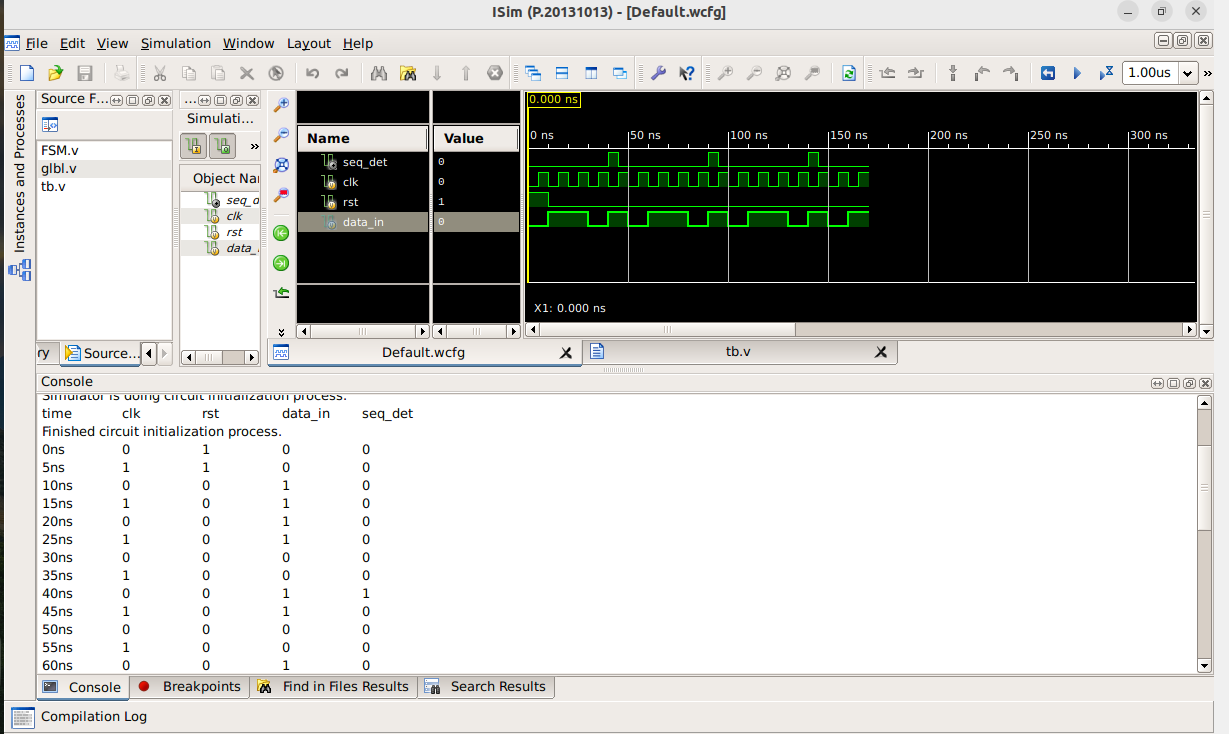 ISim (P.20131013) - [Default.wcfg]
File Edit View Simulation Window Layout Help
1.00us
»
Instances and Processes
Source F...
FSM.v
glbl.v
tb.v
ry
Source...
...
Simulati...
»
Object Nar
seq_d
clk
rst
data_
Name Value
seq_det 0
clk 0
rst 1
data_in 0
0.000 ns
0 ns 50 ns 100 ns 150 ns 200 ns 250 ns 300 ns
X1: 0.000 ns
Default.wcfg
tb.v
Console
Simulator is doing circuit initialization process.
time clk rst data_in seq_det
Finished circuit initialization process.
0ns 0 1 0 0
5ns 1 1 0 0
10ns 0 0 1 0
15ns 1 0 1 0
20ns 0 0 1 0
25ns 1 0 1 0
30ns 0 0 0 0
35ns 1 0 0 0
40ns 0 0 1 1
45ns 1 0 1 0
50ns 0 0 0 0
55ns 1 0 0 0
60ns 0 0 1 0
Console Breakpoints Find in Files Results Search Results
Compilation Log